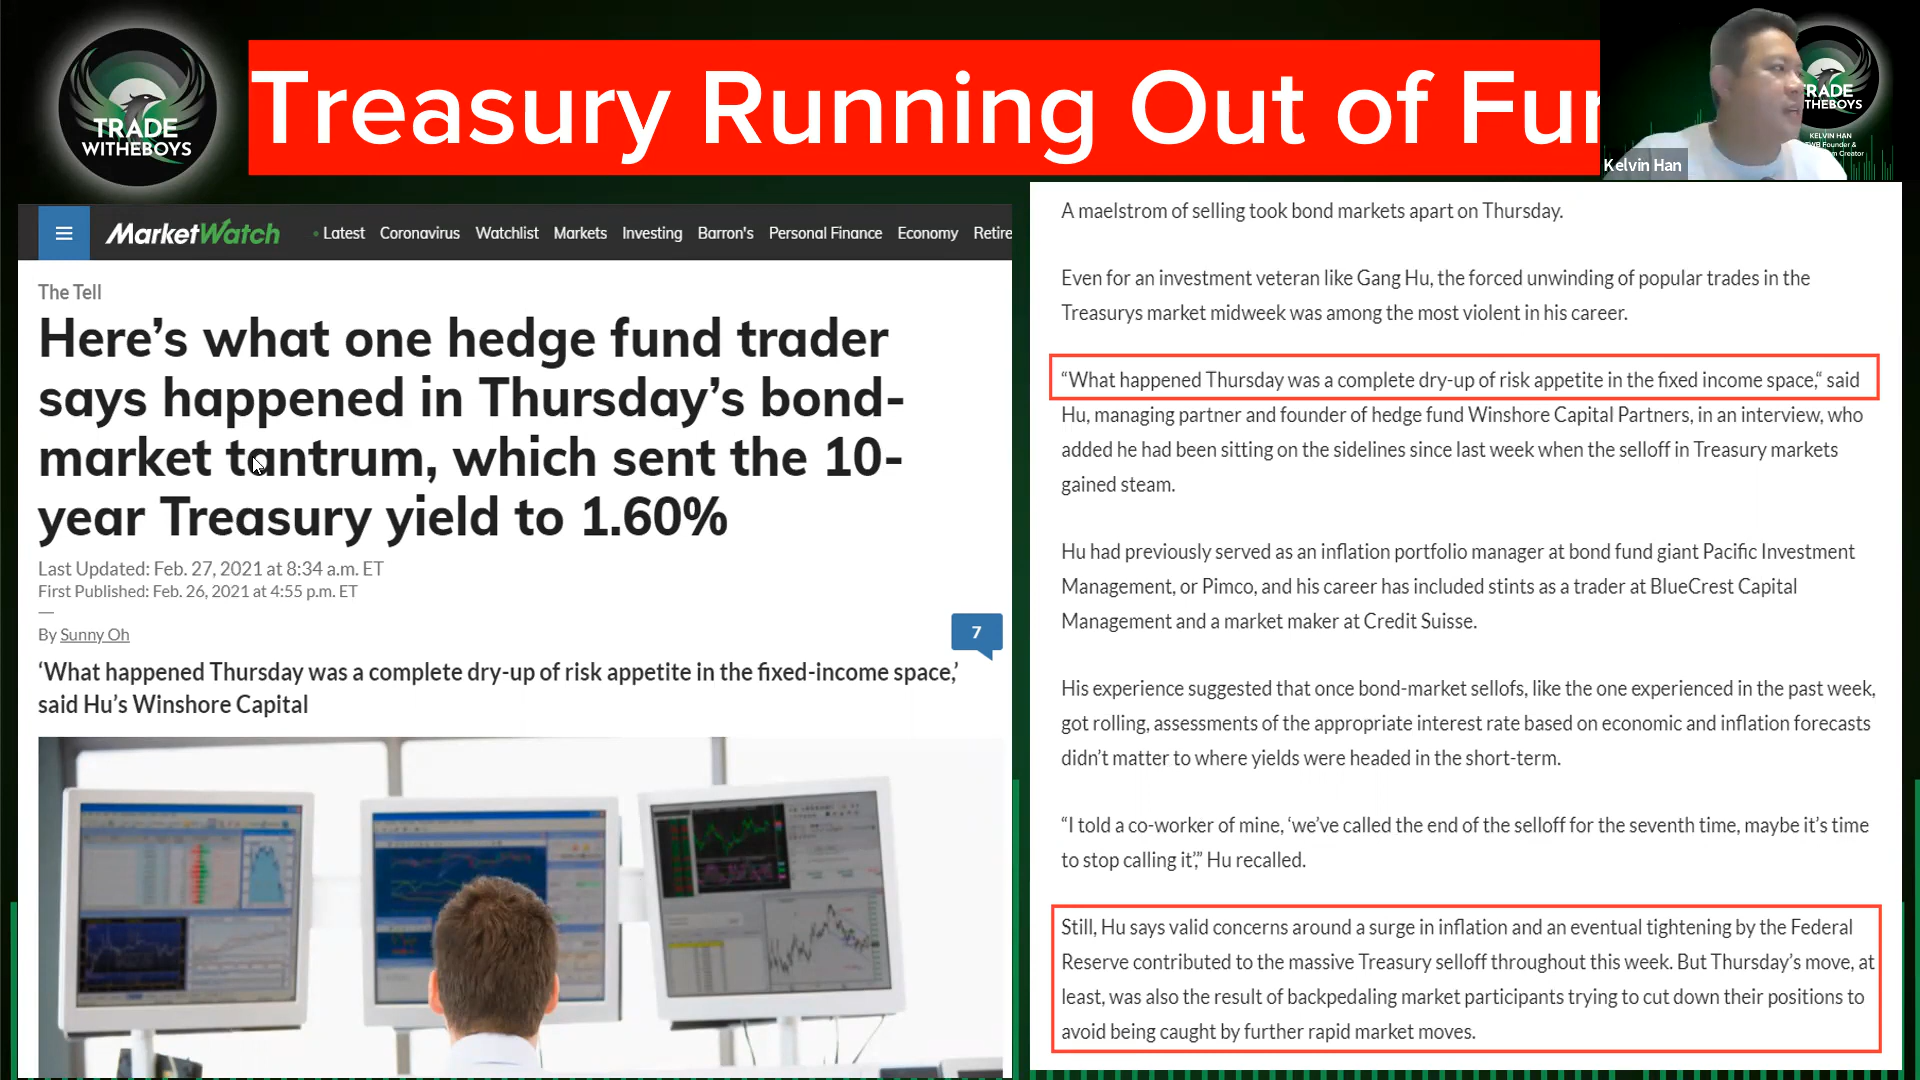 TRADE
WITHEBOYS
Treasury Running Out of Fu
TRADE
THEBOYS
KELVIN HAN
Founder &
Creator
Kelvin Han
MarketWatch
Latest Coronavirus Watchlist Markets Investing Barron's Personal Finance Economy Retire
The Tell
Here’s what one hedge fund trader
says happened in Thursday’s bond-
market tantrum, which sent the 10-
year Treasury yield to 1.60%
Last Updated: Feb. 27, 2021 at 8:34 a.m. ET
First Published: Feb. 26, 2021 at 4:55 p.m. ET
By Sunny Oh
7
‘What happened Thursday was a complete dry-up of risk appetite in the fixed-income space,’
said Hu’s Winshore Capital
A maelstrom of selling took bond markets apart on Thursday.
Even for an investment veteran like Gang Hu, the forced unwinding of popular trades in the
Treasurys market midweek was among the most violent in his career.
“What happened Thursday was a complete dry-up of risk appetite in the fixed income space,“ said
Hu, managing partner and founder of hedge fund Winshore Capital Partners, in an interview, who
added he had been sitting on the sidelines since last week when the selloff in Treasury markets
gained steam.
Hu had previously served as an inflation portfolio manager at bond fund giant Pacific Investment
Management, or Pimco, and his career has included stints as a trader at BlueCrest Capital
Management and a market maker at Credit Suisse.
His experience suggested that once bond-market sellofs, like the one experienced in the past week,
got rolling, assessments of the appropriate interest rate based on economic and inflation forecasts
didn’t matter to where yields were headed in the short-term.
“I told a co-worker of mine, ‘we’ve called the end of the selloff for the seventh time, maybe it’s time
to stop calling it’,” Hu recalled.
Still, Hu says valid concerns around a surge in inflation and an eventual tightening by the Federal
Reserve contributed to the massive Treasury selloff throughout this week. But Thursday’s move, at
least, was also the result of backpedaling market participants trying to cut down their positions to
avoid being caught by further rapid market moves.